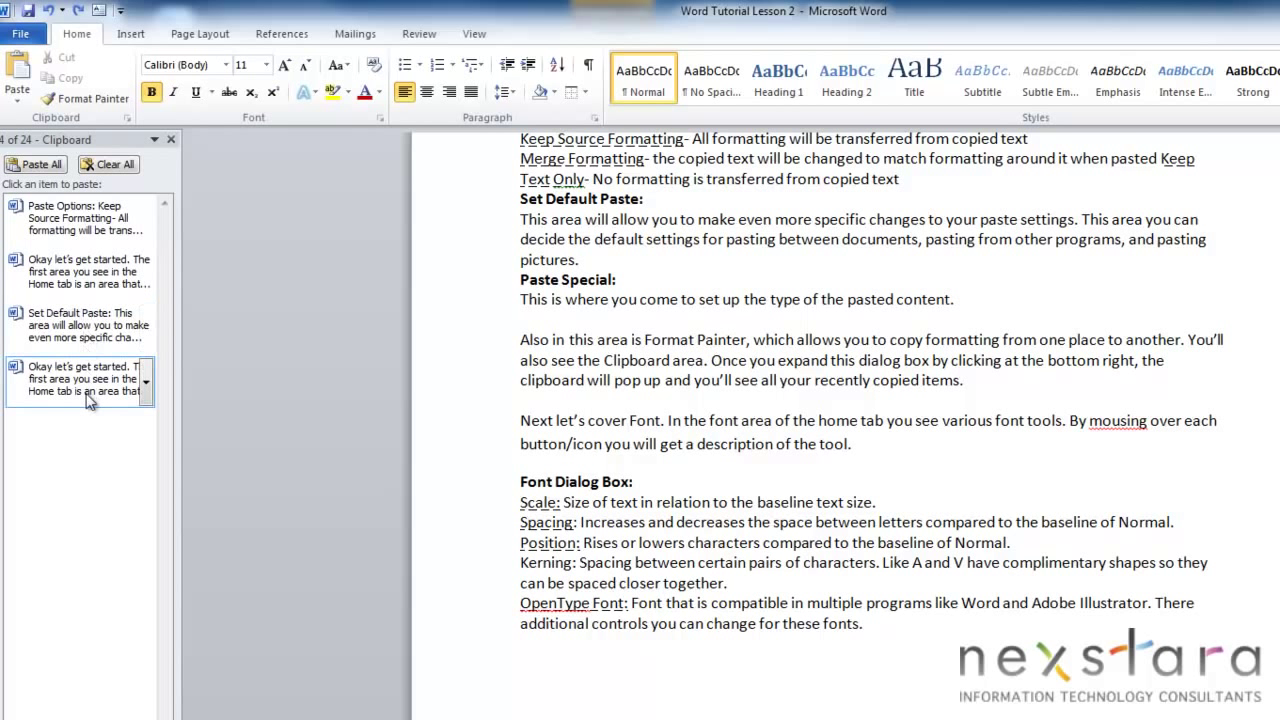 Word Tutorial Lesson 2 - Microsoft Word
File Home Insert Page Layout References Mailings Review View
Cut
Copy
Paste
Format Painter
Calibri (Body) 11
AaBbCcDc AaBbCcDc AaBbC AaBbCc AaB AaBbCc. AaBbCcDc AaBbCcDc AaBbCcDc AaBbCcDc
¶ Normal ¶ No Spaci... Heading 1 Heading 2 Title Subtitle Subtle Em... Emphasis Intense E... Strong
Clipboard Font Paragraph Styles
4 of 24 - Clipboard
Paste All Clear All
Click an item to paste:
Paste Options: Keep
Source Formatting- All
formatting will be trans...
Okay let's get started. The
first area you see in the
Home tab is an area that...
Set Default Paste: This
area will allow you to make
even more specific cha...
Okay let's get started. T
first area you see in the
Home tab is an area that
Keep Source Formatting- All formatting will be transferred from copied text
Merge Formatting- the copied text will be changed to match formatting around it when pasted Keep
Text Only- No formatting is transferred from copied text
Set Default Paste:
This area will allow you to make even more specific changes to your paste settings. This area you can
decide the default settings for pasting between documents, pasting from other programs, and pasting
pictures.
Paste Special:
This is where you come to set up the type of the pasted content.
Also in this area is Format Painter, which allows you to copy formatting from one place to another. You'll
also see the Clipboard area. Once you expand this dialog box by clicking at the bottom right, the
clipboard will pop up and you'll see all your recently copied items.
Next let's cover Font. In the font area of the home tab you see various font tools. By mousing over each
button/icon you will get a description of the tool.
Font Dialog Box:
Scale: Size of text in relation to the baseline text size.
Spacing: Increases and decreases the space between letters compared to the baseline of Normal.
Position: Rises or lowers characters compared to the baseline of Normal.
Kerning: Spacing between certain pairs of characters. Like A and V have complimentary shapes so they
can be spaced closer together.
OpenType Font: Font that is compatible in multiple programs like Word and Adobe Illustrator. There
additional controls you can change for these fonts.
nexstara
INFORMATION TECHNOLOGY CONSULTANTS